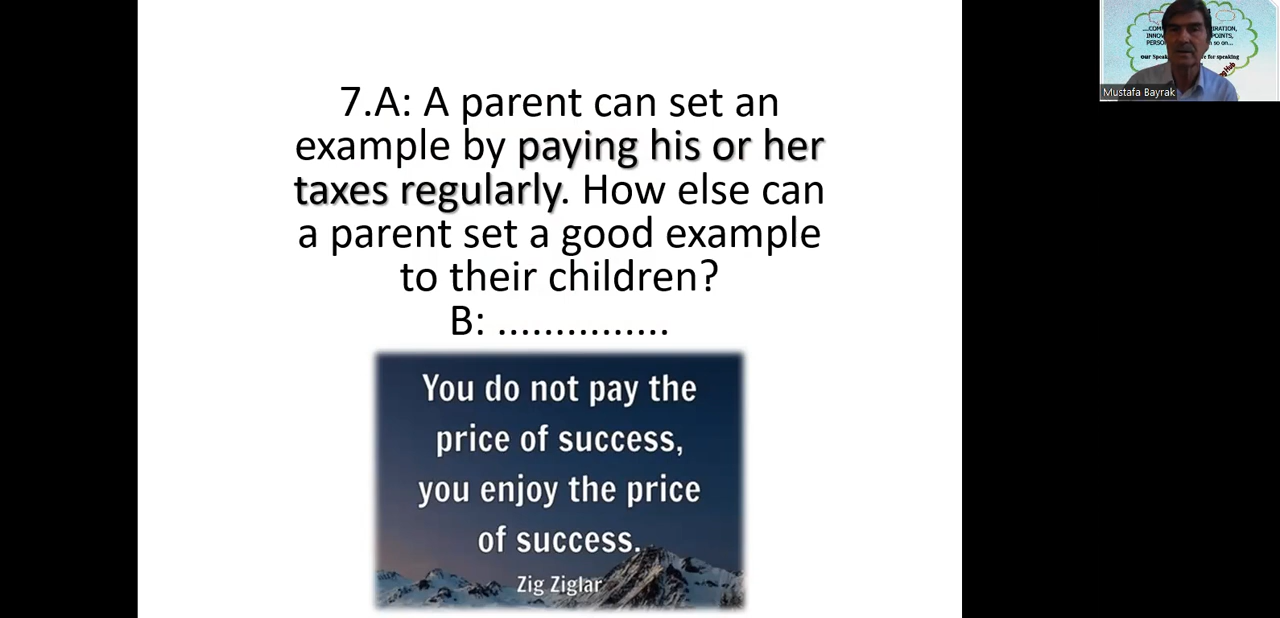 7.A: A parent can set an
example by paying his or her
taxes regularly. How else can
a parent set a good example
to their children?
B: ...............
You do not pay the
price of success,
you enjoy the price
of success.
Zig Ziglar
Mustafa Bayrak